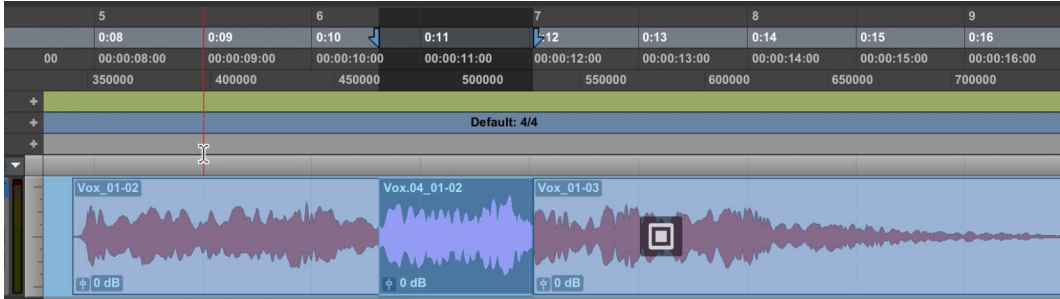 5 6 7 8 9
0:08 0:09 0:10 0:11 0:12 0:13 0:14 0:15 0:16
00 00:00:08:00 00:00:09:00 00:00:10:00 00:00:11:00 00:00:12:00 00:00:13:00 00:00:14:00 00:00:15:00 00:00:16:00
350000 400000 450000 500000 550000 600000 650000 700000
+
+ Default: 4/4
+
Vox_01-02 Vox.04_01-02 Vox_01-03
0 dB 0 dB 0 dB